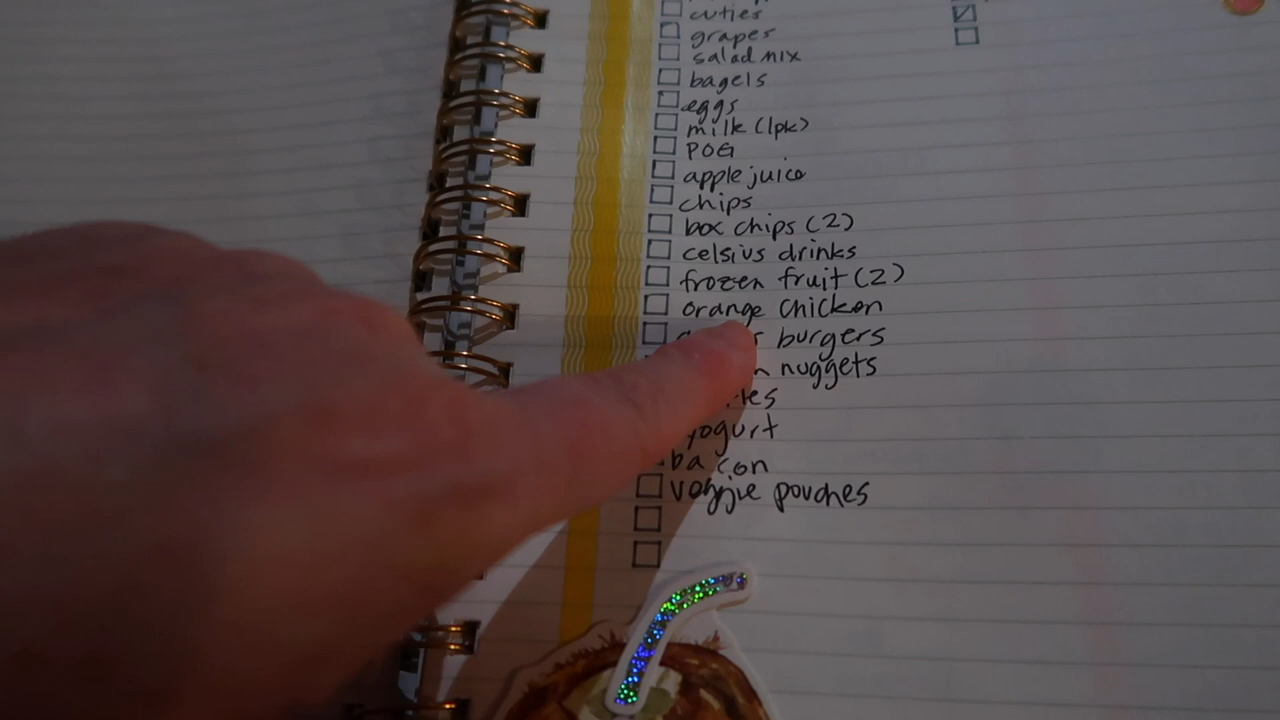 cuties
grapes
salad mix
bagels
eggs
milk (1pk)
POG
apple juice
chips
box chips (2)
celsius drinks
frozen fruit (2)
orange chicken
burgers
nuggets
yogurt
bacon
veggie pouches